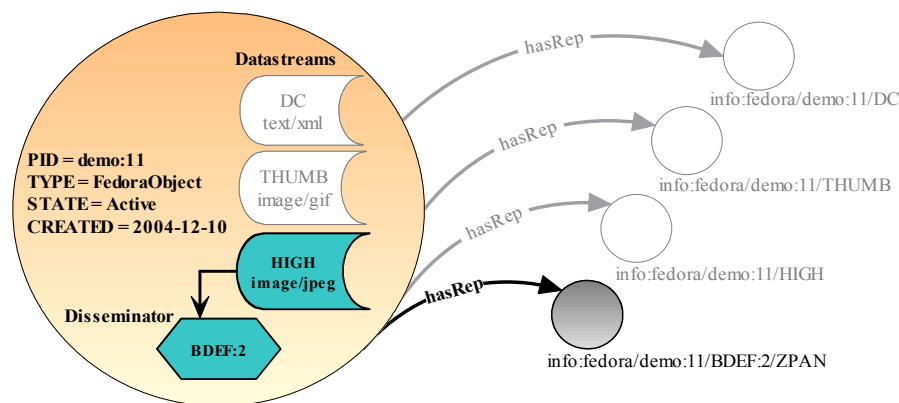 Datastreams
DC
text/xml
THUMB
image/gif
PID = demo:11
TYPE = FedoraObject
STATE = Active
CREATED = 2004-12-10
HIGH
image/jpeg
Disseminator
BDEF:2
hasRep
info:fedora/demo:11/DC
hasRep
info:fedora/demo:11/THUMB
hasRep
info:fedora/demo:11/HIGH
hasRep
info:fedora/demo:11/BDEF:2/ZPAN